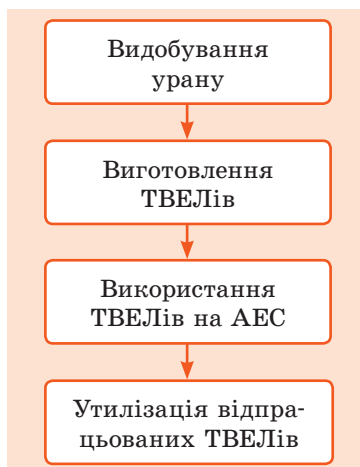 Видобування
урану
Виготовлення
ТВЕЛів
Використання
ТВЕЛів на АЕС
Утилізація відпра-
цьованих ТВЕЛів